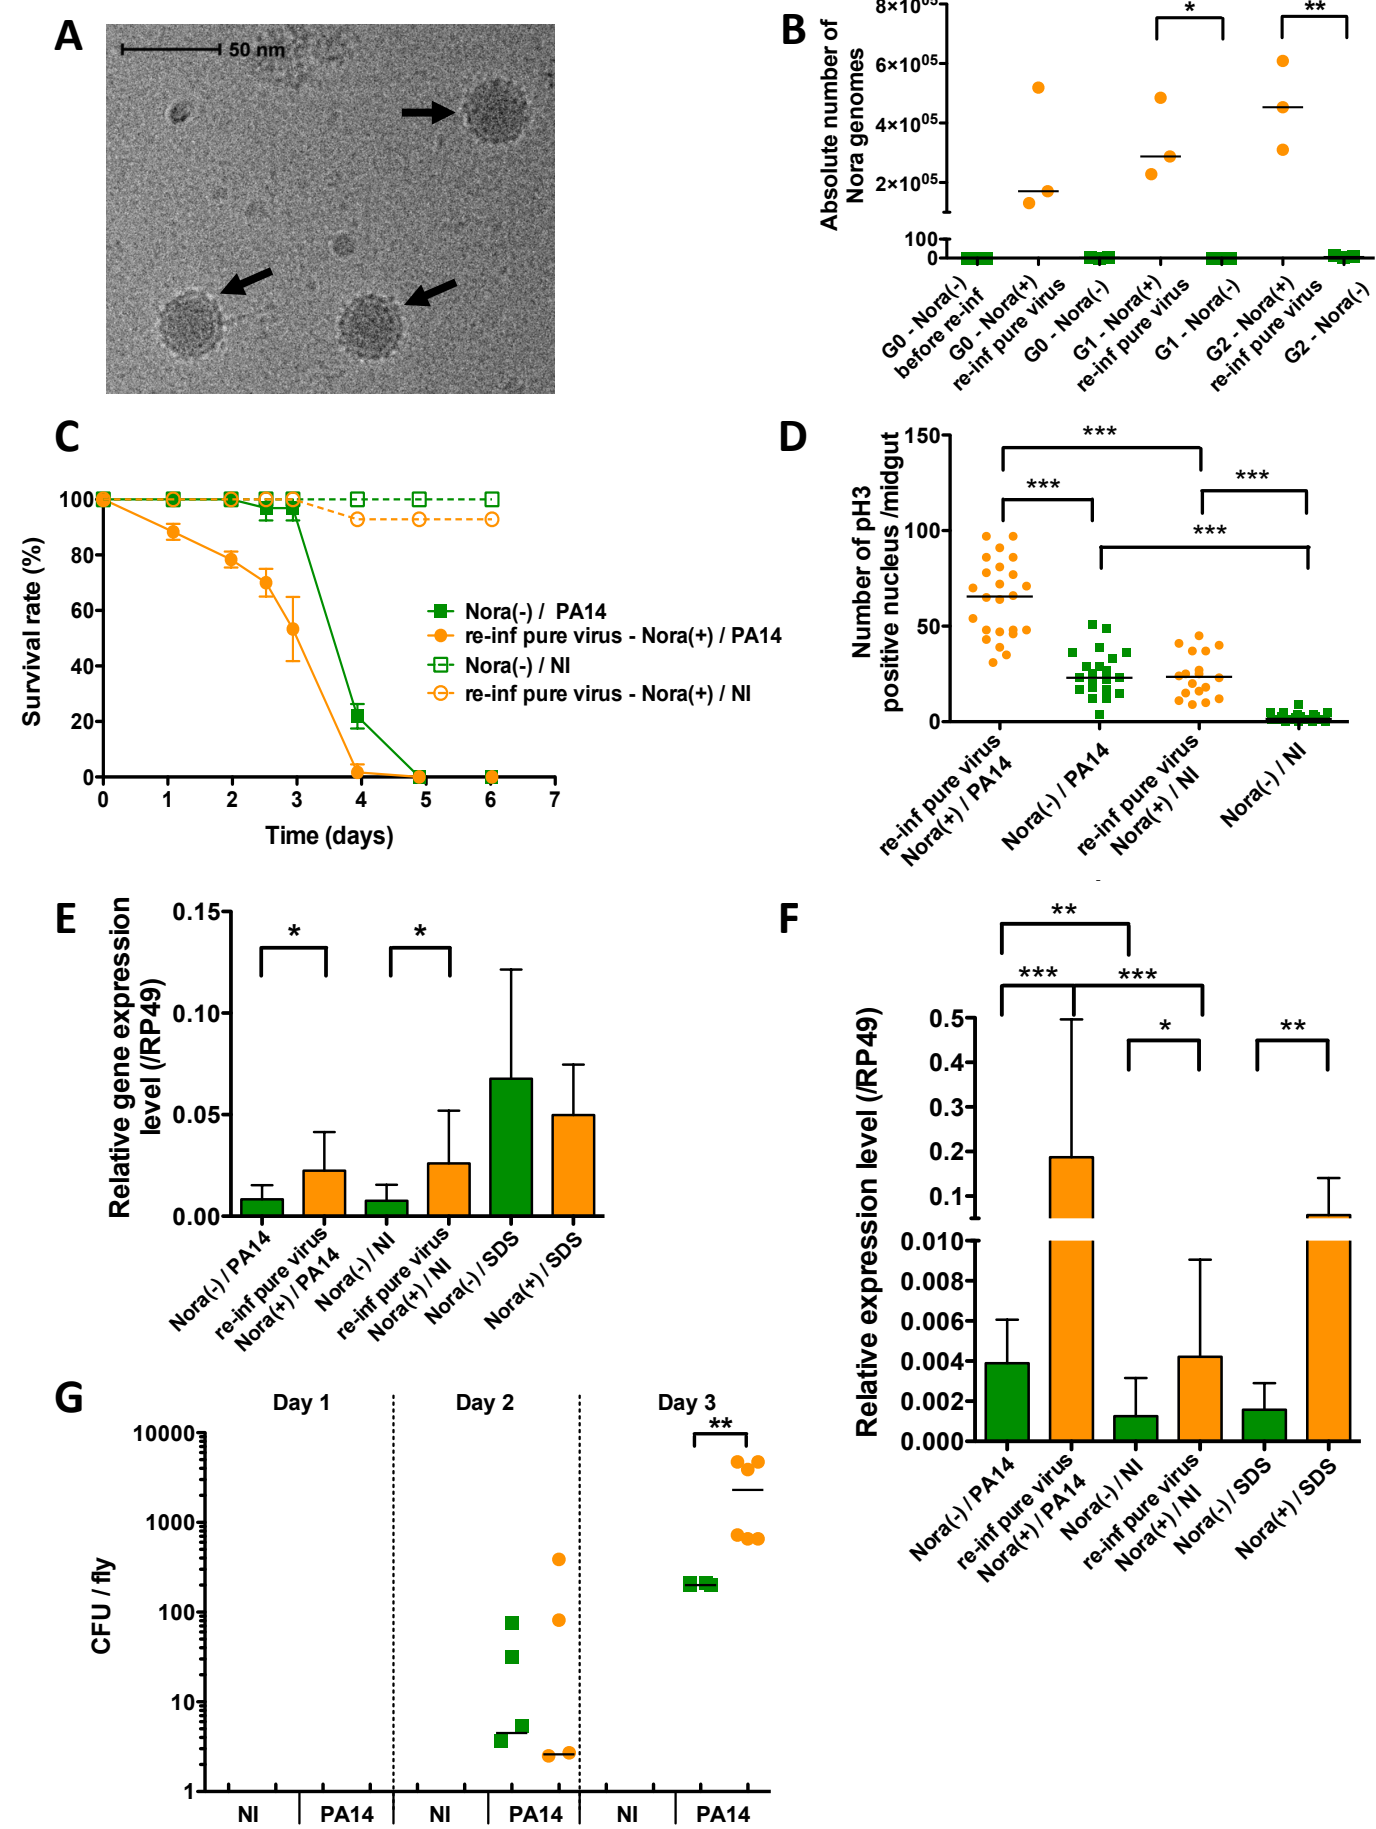 A
50 nm
B
Absolute number of
Nora genomes
8×10⁰⁵
6×10⁰⁵
4×10⁰⁵
2×10⁰⁵
100
0
*
**
G0 - Nora(-)
before re-inf
G0 - Nora(+)
re-inf pure virus
G0 - Nora(-)
G1 - Nora(+)
re-inf pure virus
G1 - Nora(-)
G2 - Nora(+)
re-inf pure virus
G2 - Nora(-)
C
Survival rate (%)
100
80
60
40
20
0
0 1 2 3 4 5 6 7
Time (days)
Nora(-) / PA14
re-inf pure virus - Nora(+) / PA14
Nora(-) / NI
re-inf pure virus - Nora(+) / NI
D
Number of pH3
positive nucleus /midgut
150
100
50
0
***
***
***
***
re-inf pure virus
Nora(+) / PA14
Nora(-) / PA14
re-inf pure virus
Nora(+) / NI
Nora(-) / NI
E
Relative gene expression
level (/RP49)
0.15
0.10
0.05
0.00
*
*
Nora(-) / PA14
re-inf pure virus
Nora(+) / PA14
Nora(-) / NI
re-inf pure virus
Nora(+) / NI
Nora(-) / SDS
Nora(+) / SDS
F
Relative expression level (/RP49)
0.5
0.4
0.3
0.2
0.1
0.010
0.008
0.006
0.004
0.002
0.000
**
***
***
*
**
Nora(-) / PA14
re-inf pure virus
Nora(+) / PA14
Nora(-) / NI
re-inf pure virus
Nora(+) / NI
Nora(-) / SDS
Nora(+) / SDS
G
Day 1
Day 2
Day 3
**
CFU / fly
10000
1000
100
10
1
NI PA14 NI PA14 NI PA14